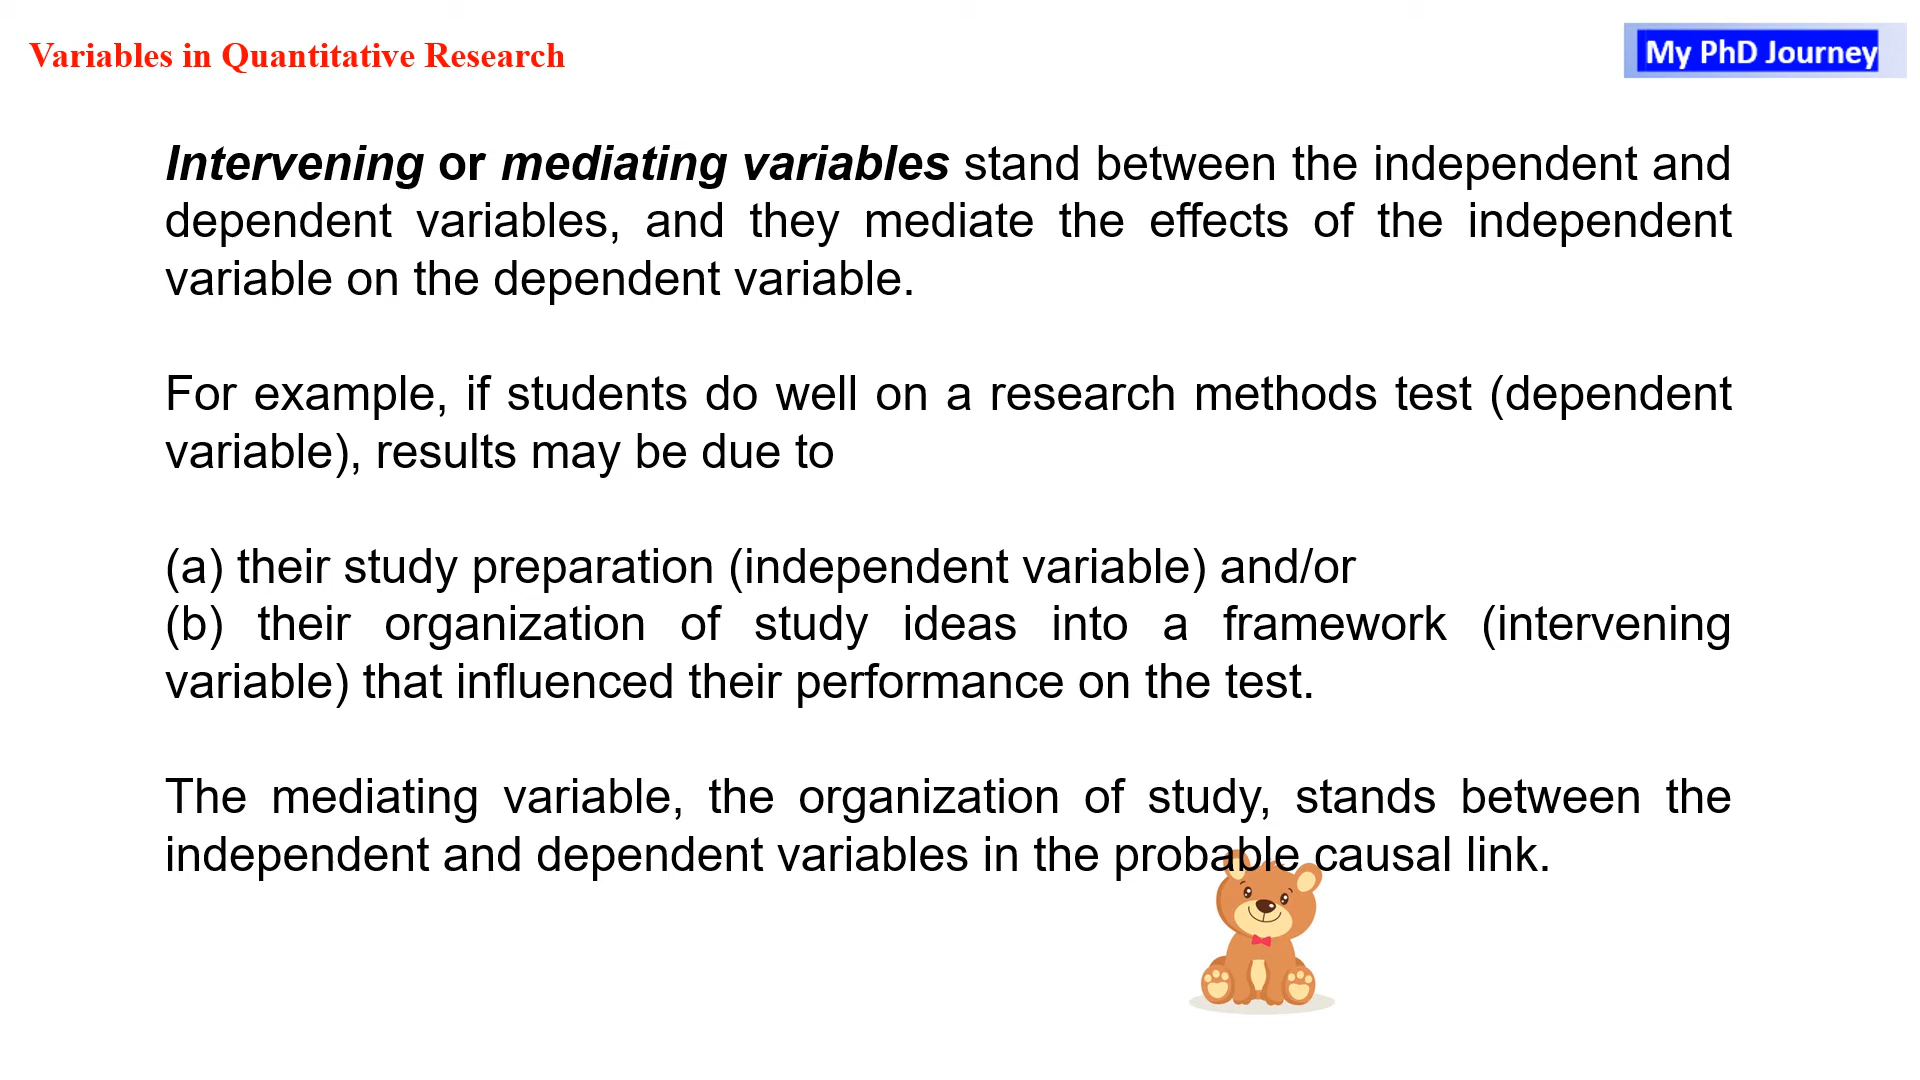 Variables in Quantitative Research
My PhD Journey
Intervening or mediating variables stand between the independent and
dependent variables, and they mediate the effects of the independent
variable on the dependent variable.
For example, if students do well on a research methods test (dependent
variable), results may be due to
(a) their study preparation (independent variable) and/or
(b) their organization of study ideas into a framework (intervening
variable) that influenced their performance on the test.
The mediating variable, the organization of study, stands between the
independent and dependent variables in the probable causal link.